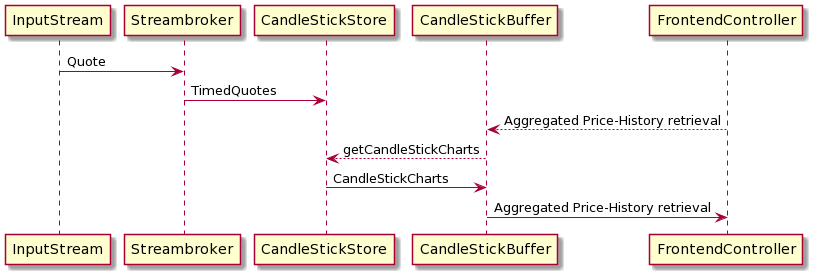 InputStream Streambroker CandleStickStore CandleStickBuffer FrontendController
Quote
TimedQuotes
Aggregated Price-History retrieval
getCandleStickCharts
CandleStickCharts
Aggregated Price-History retrieval
InputStream Streambroker CandleStickStore CandleStickBuffer FrontendController